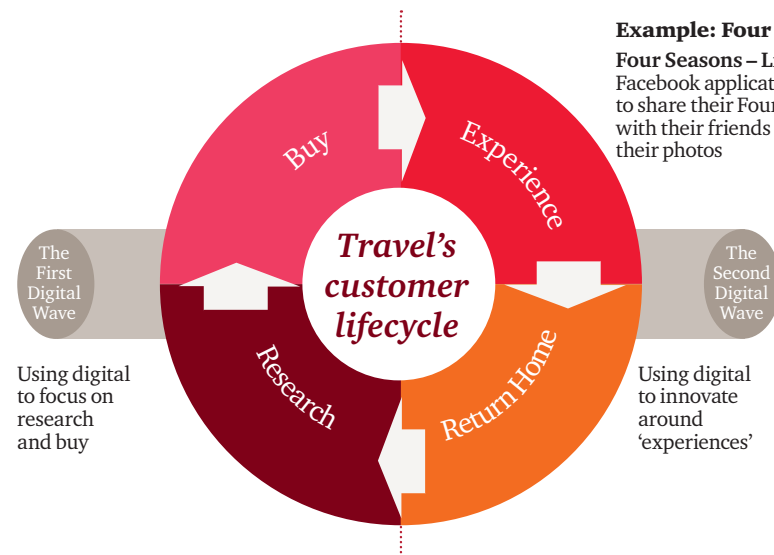 Example: Four
Four Seasons –
Facebook
to share their
with their friends
their photos
Buy
Experience
Travel's
customer
lifecycle
Research
Return Home
The
First
Digital
Wave
Using digital
to focus on
research
and buy
The
Second
Digital
Wave
Using digital
to innovate
around
‘experiences’